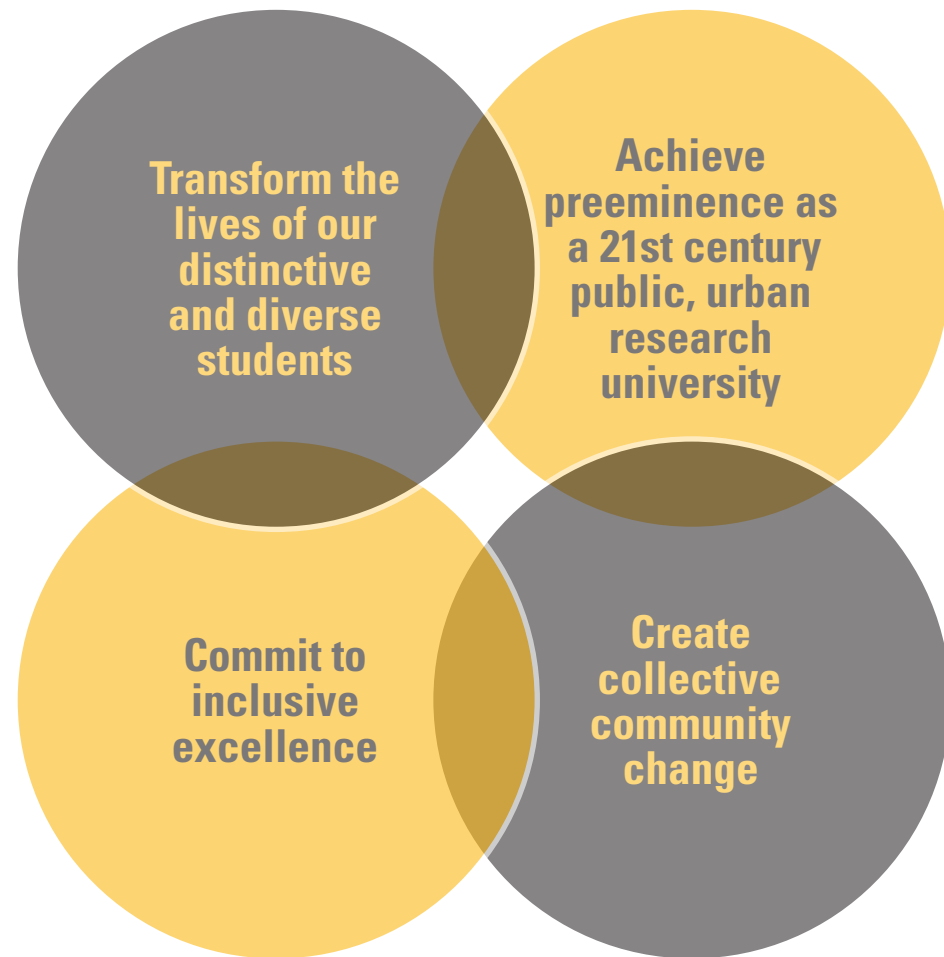 Transform the
lives of our
distinctive
and diverse
students
Achieve
preeminence as
a 21st century
public, urban
research
university
Commit to
inclusive
excellence
Create
collective
community
change